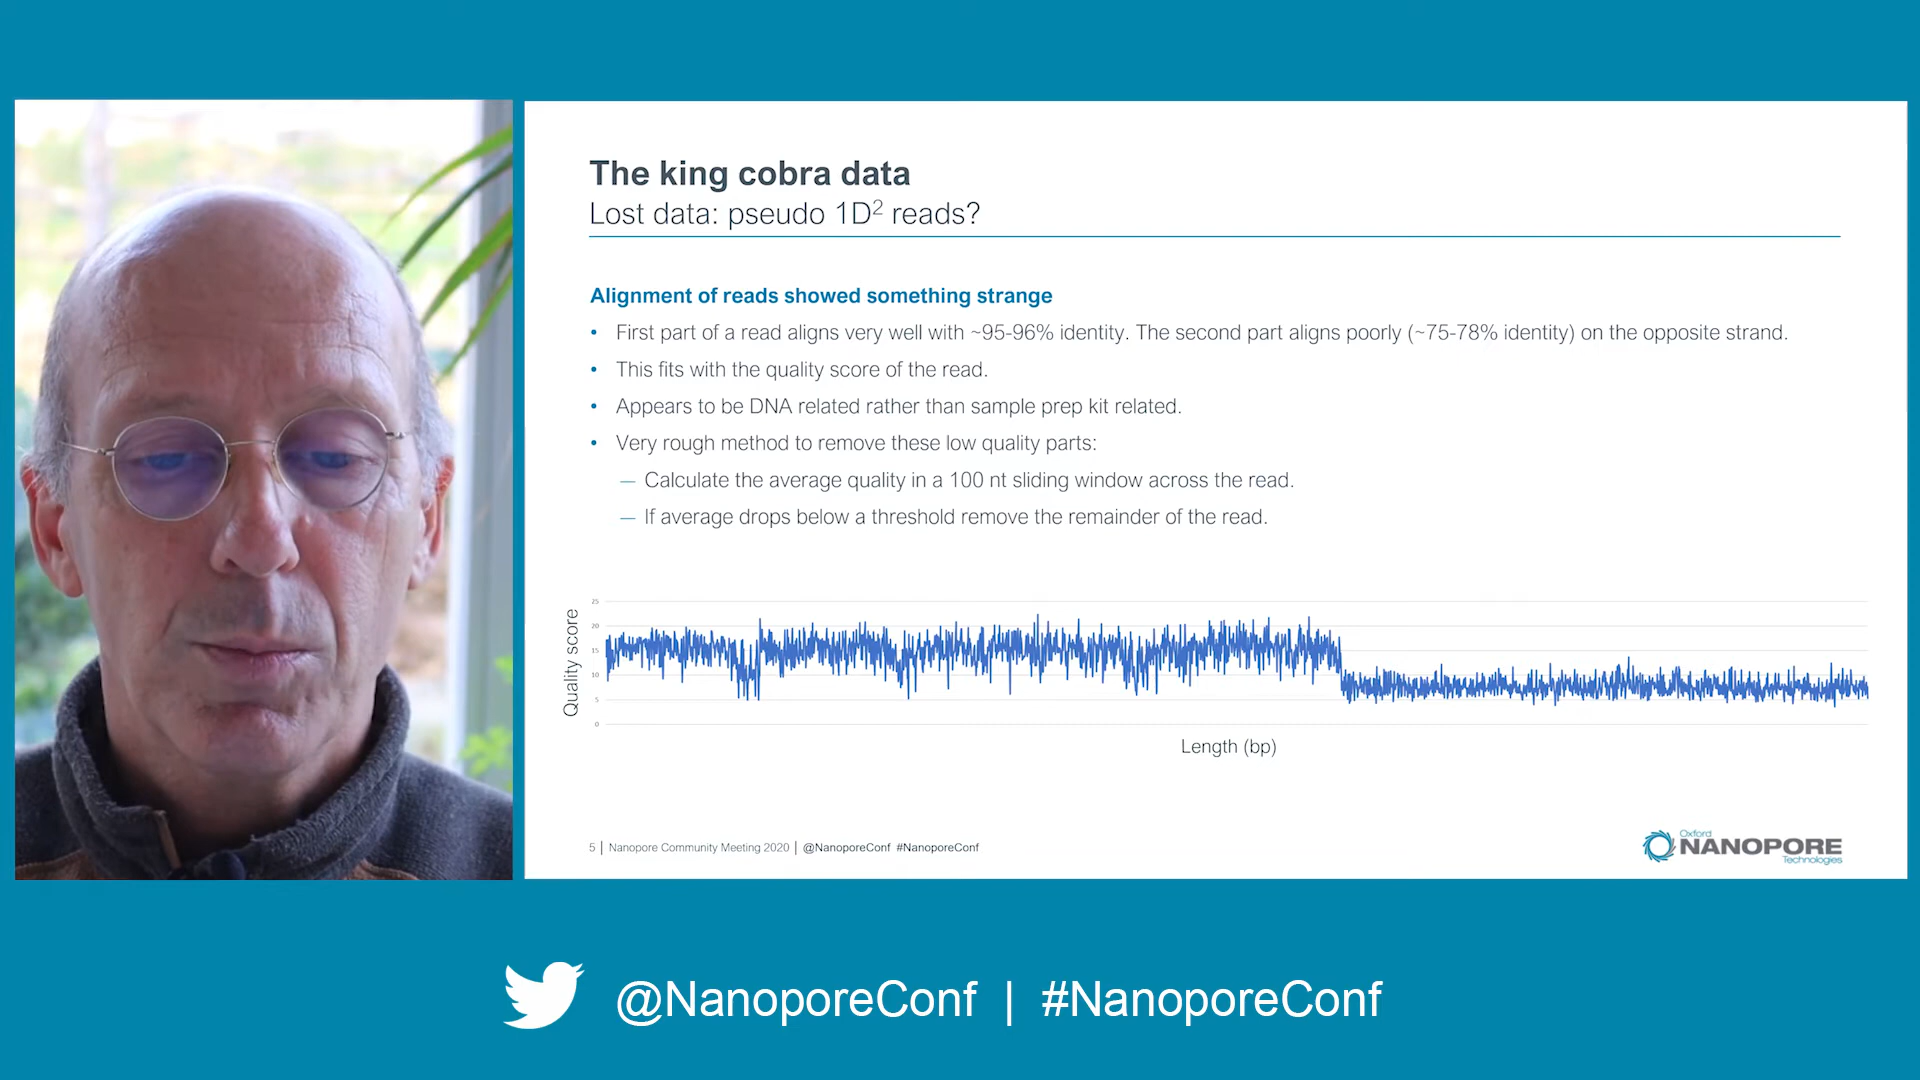 The king cobra data
Lost data: pseudo 1D² reads?
Alignment of reads showed something strange
• First part of a read aligns very well with ~95-96% identity. The second part aligns poorly (~75-78% identity) on the opposite strand.
• This fits with the quality score of the read.
• Appears to be DNA related rather than sample prep kit related.
• Very rough method to remove these low quality parts:
— Calculate the average quality in a 100 nt sliding window across the read.
— If average drops below a threshold remove the remainder of the read.
Quality score
25
20
15
10
5
0
Length (bp)
5 | Nanopore Community Meeting 2020 | @NanoporeConf #NanoporeConf
Oxford
NANOPORE
Technologies
@NanoporeConf | #NanoporeConf